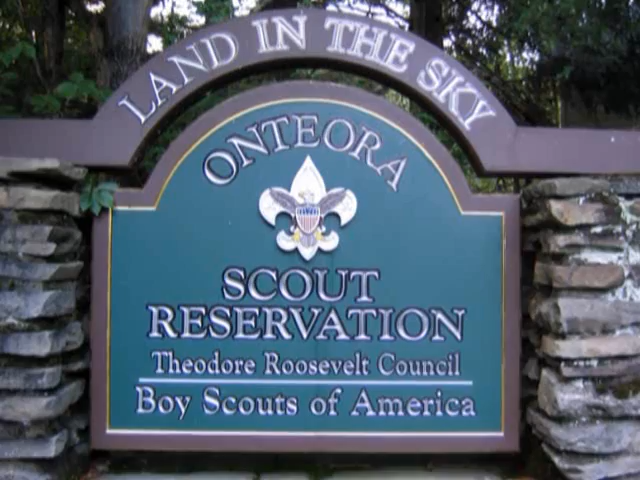 LAND IN THE SKY
ONTEORA
SCOUT
RESERVATION
Theodore Roosevelt Council
Boy Scouts of America